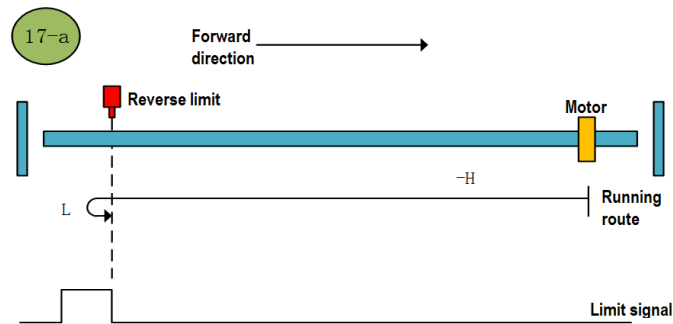 17-a
Forward
direction
Reverse limit
Motor
-H
L
Running
route
Limit signal